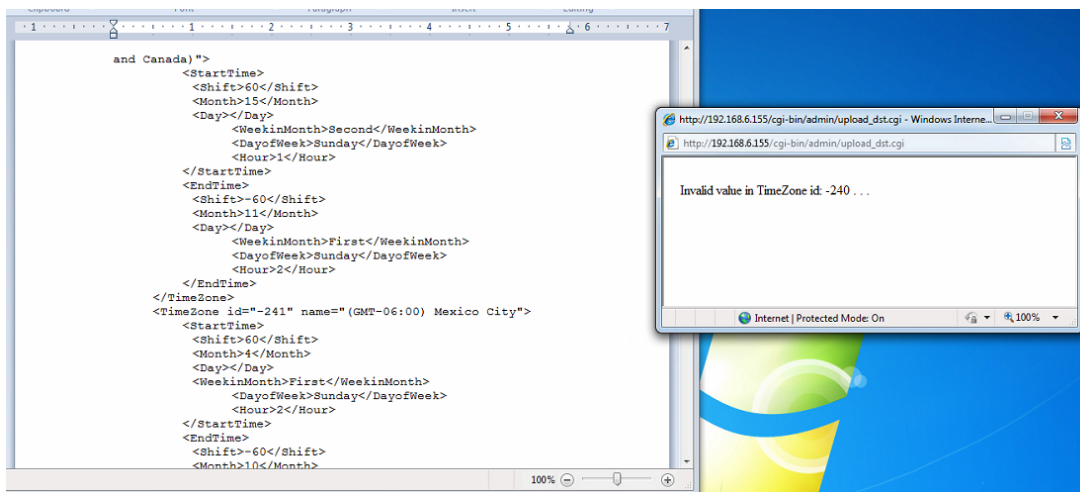 Clipboard Font Paragraph Insert Editing
1 1 2 3 4 5 6 7
and Canada)">
<StartTime>
<Shift>60</Shift>
<Month>15</Month>
<Day></Day>
<WeekinMonth>Second</WeekinMonth>
<DayofWeek>Sunday</DayofWeek>
<Hour>1</Hour>
</StartTime>
<EndTime>
<Shift>-60</Shift>
<Month>11</Month>
<Day></Day>
<WeekinMonth>First</WeekinMonth>
<DayofWeek>Sunday</DayofWeek>
<Hour>2</Hour>
</EndTime>
</TimeZone>
<TimeZone id="-241" name="(GMT-06:00) Mexico City">
<StartTime>
<Shift>60</Shift>
<Month>4</Month>
<Day></Day>
<WeekinMonth>First</WeekinMonth>
<DayofWeek>Sunday</DayofWeek>
<Hour>2</Hour>
</StartTime>
<EndTime>
<Shift>-60</Shift>
<Month>10</Month>
100%
http://192.168.6.155/cgi-bin/admin/upload_dst.cgi - Windows Interne...
http://192.168.6.155/cgi-bin/admin/upload_dst.cgi
Invalid value in TimeZone id: -240 . . .
Internet | Protected Mode: On 100%